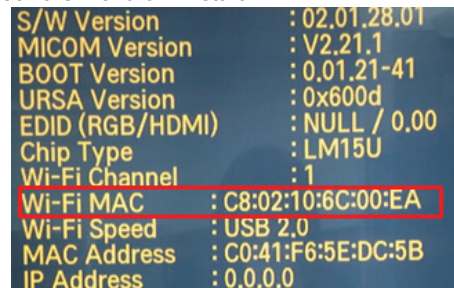 S/W Version : 02.01.28.01
MICOM Version : V2.21.1
BOOT Version : 0.01.21-41
URSA Version : 0x600d
EDID (RGB/HDMI) : NULL / 0.00
Chip Type : LM15U
Wi-Fi Channel : 1
Wi-Fi MAC : C8:02:10:6C:00:EA
Wi-Fi Speed : USB 2.0
MAC Address : C0:41:F6:5E:DC:5B
IP Address : 0.0.0.0